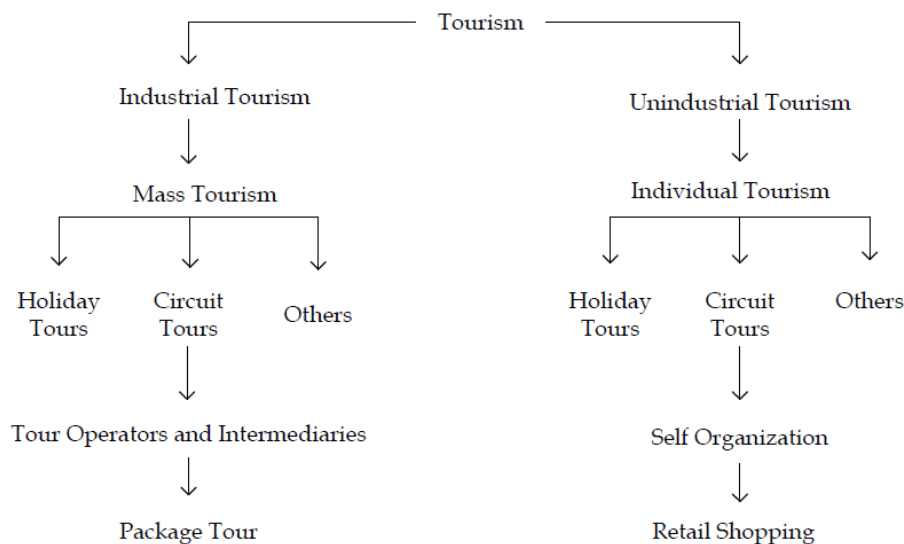 Tourism
Industrial Tourism
Unindustrial Tourism
Mass Tourism
Individual Tourism
Holiday
Tours
Circuit
Tours
Others
Holiday
Tours
Circuit
Tours
Others
Tour Operators and Intermediaries
Self Organization
Package Tour
Retail Shopping